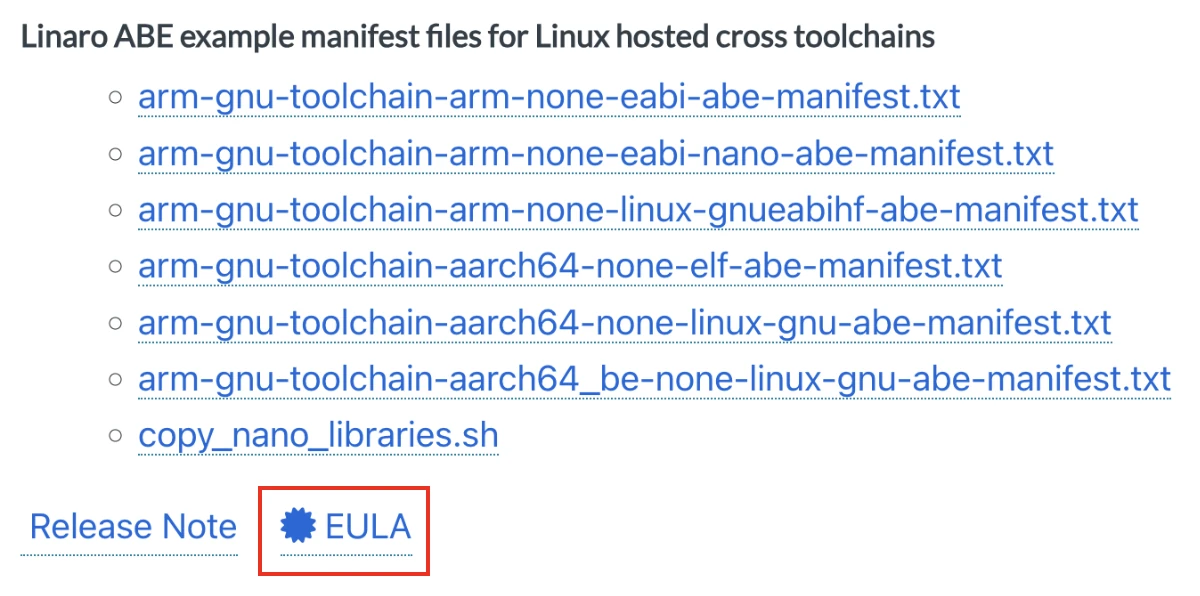 Linaro ABE example manifest files for Linux hosted cross toolchains
arm-gnu-toolchain-arm-none-eabi-abe-manifest.txt
arm-gnu-toolchain-arm-none-eabi-nano-abe-manifest.txt
arm-gnu-toolchain-arm-none-linux-gnueabihf-abe-manifest.txt
arm-gnu-toolchain-aarch64-none-elf-abe-manifest.txt
arm-gnu-toolchain-aarch64-none-linux-gnu-abe-manifest.txt
arm-gnu-toolchain-aarch64_be-none-linux-gnu-abe-manifest.txt
copy_nano_libraries.sh
Release Note EULA